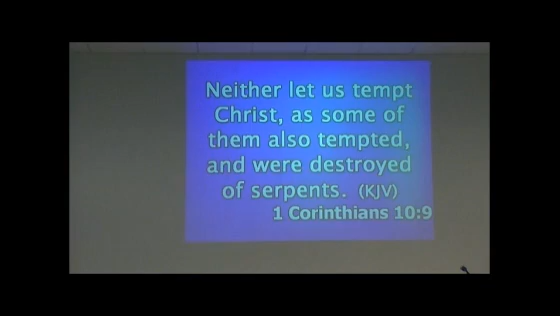 Neither let us tempt
Christ, as some of
them also tempted,
and were destroyed
of serpents. (KJV)
1 Corinthians 10:9